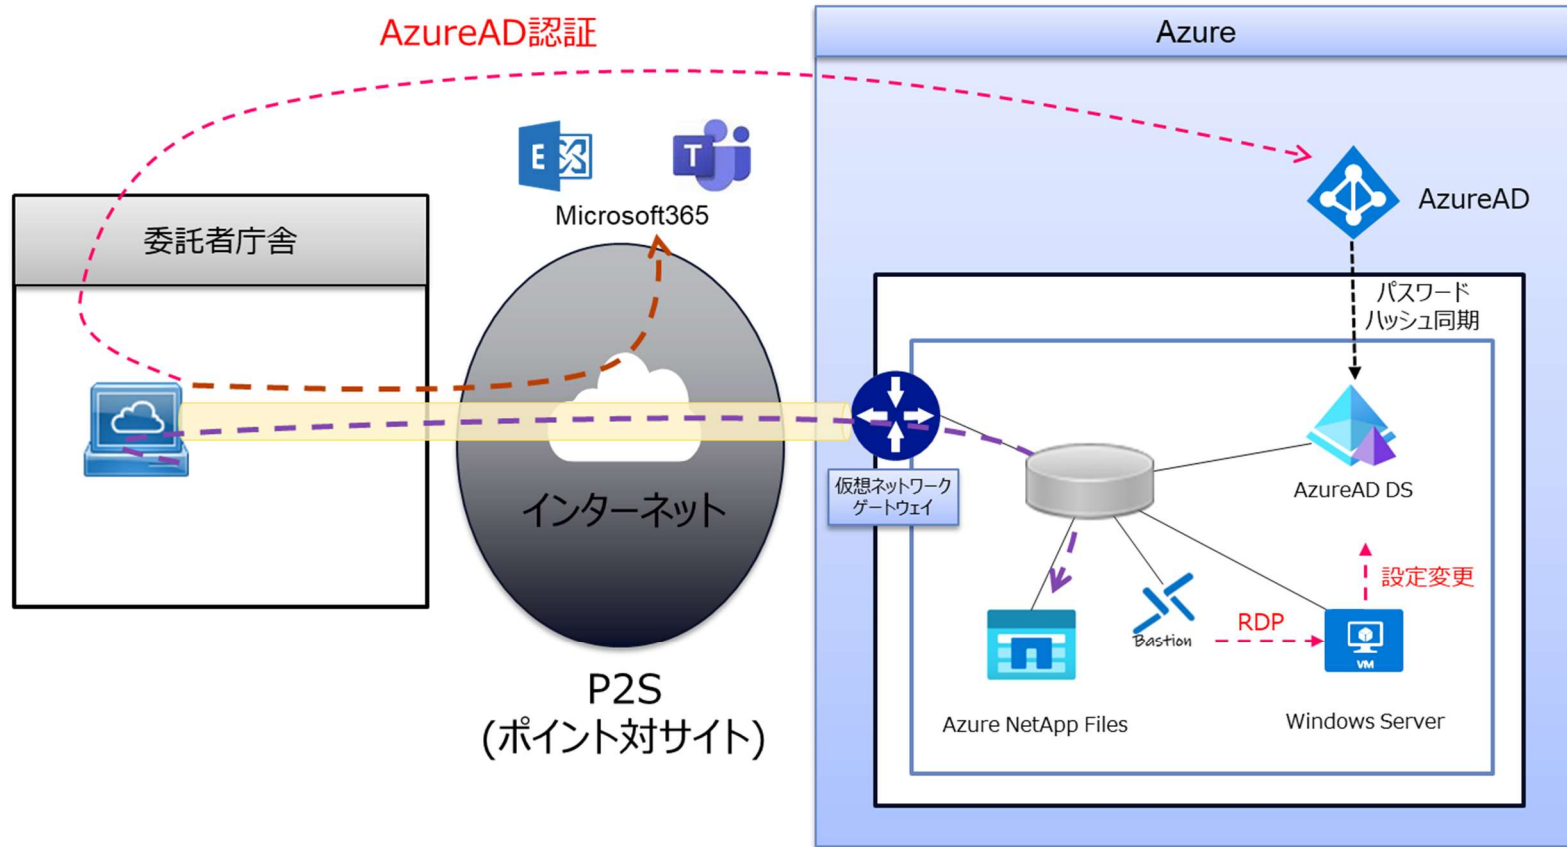 AzureAD認証
Azure
E
T
Microsoft365
AzureAD
委託者庁舎
パスワード
ハッシュ同期
仮想ネットワーク
ゲートウェイ
インターネット
AzureAD DS
設定変更
RDP
Bastion
VM
P2S
(ポイント対サイト)
Azure NetApp Files
Windows Server